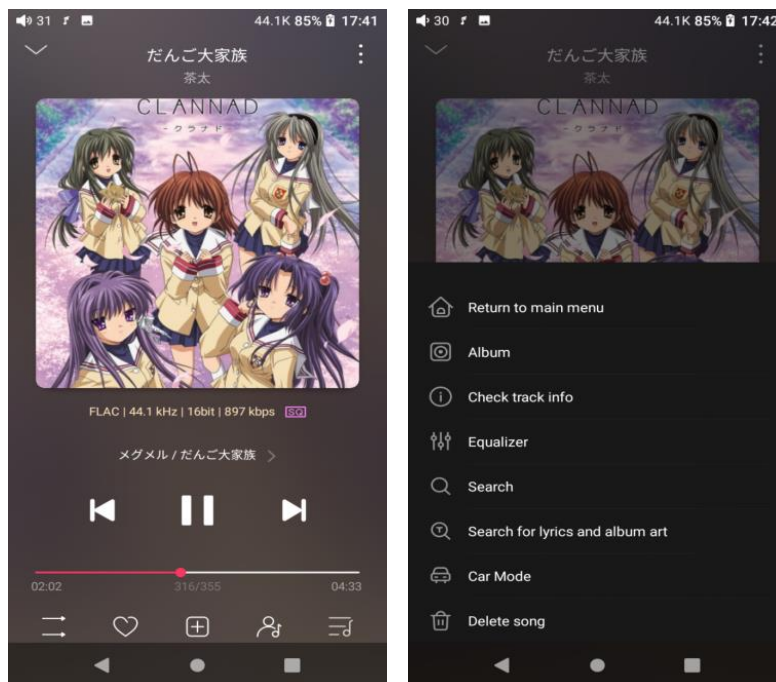 31 44.1K 85% 17:41
だんご大家族
茶太
CLANNAD
-クラナド-
FLAC | 44.1 kHz | 16bit | 897 kbps SQ
メグメル / だんご大家族
02:02 316/355 04:33
30 44.1K 85% 17:42
だんご大家族
茶太
CLANNAD
-クラナド-
Return to main menu
Album
Check track info
Equalizer
Search
Search for lyrics and album art
Car Mode
Delete song